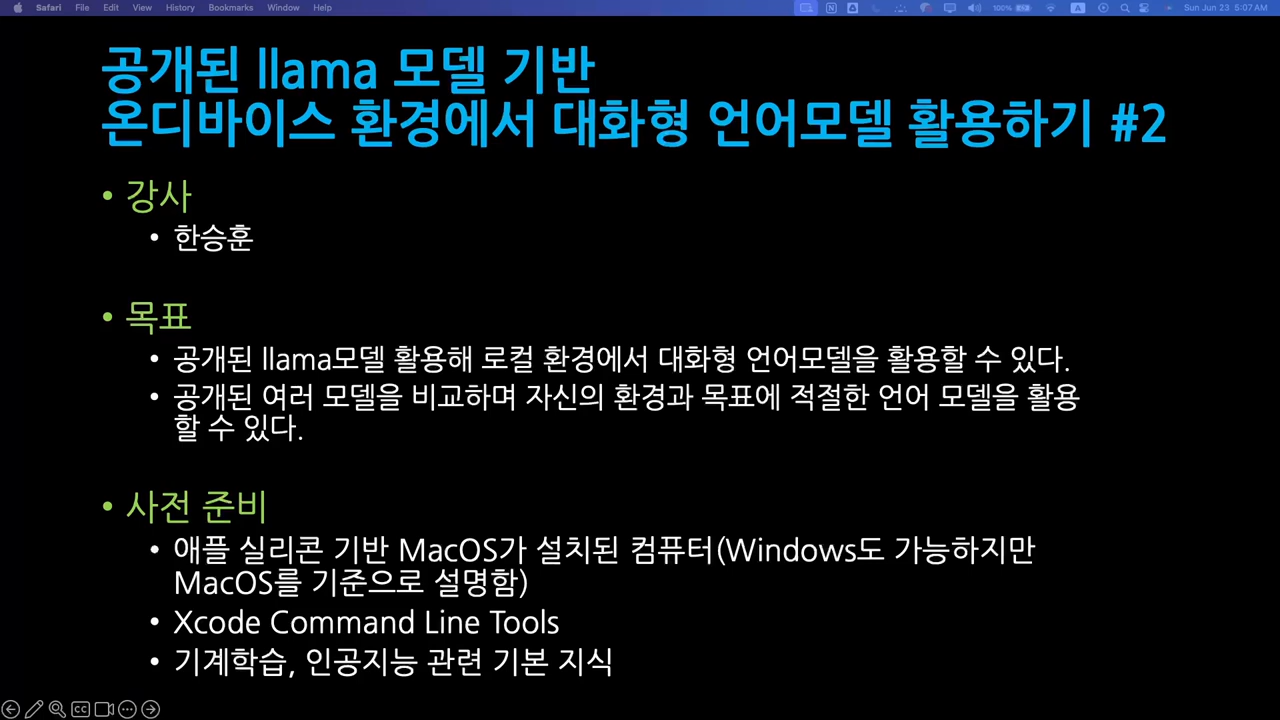 Safari File Edit View History Bookmarks Window Help 100% Sun Jun 23 5:07 AM
공개된 llama 모델 기반
온디바이스 환경에서 대화형 언어모델 활용하기 #2
• 강사
• 한승훈
• 목표
• 공개된 llama모델 활용해 로컬 환경에서 대화형 언어모델을 활용할 수 있다.
• 공개된 여러 모델을 비교하며 자신의 환경과 목표에 적절한 언어 모델을 활용
할 수 있다.
• 사전 준비
• 애플 실리콘 기반 MacOS가 설치된 컴퓨터(Windows도 가능하지만
MacOS를 기준으로 설명함)
• Xcode Command Line Tools
• 기계학습, 인공지능 관련 기본 지식
CC